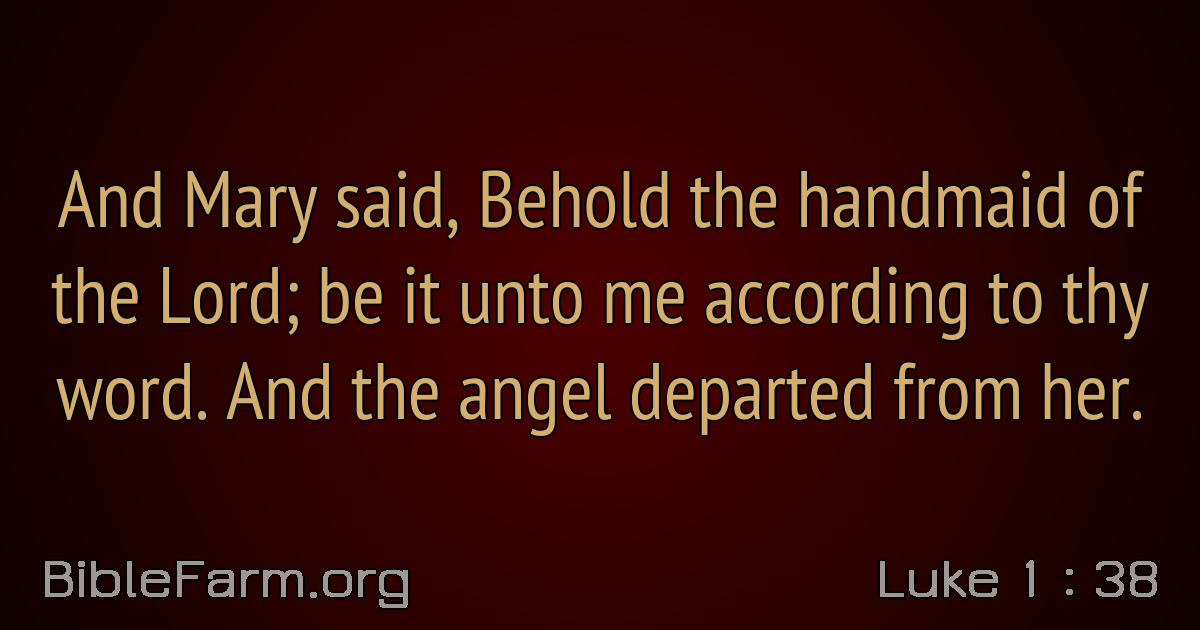 And Mary said, Behold the handmaid of
the Lord; be it unto me according to thy
word. And the angel departed from her.
BibleFarm.org
Luke 1 : 38